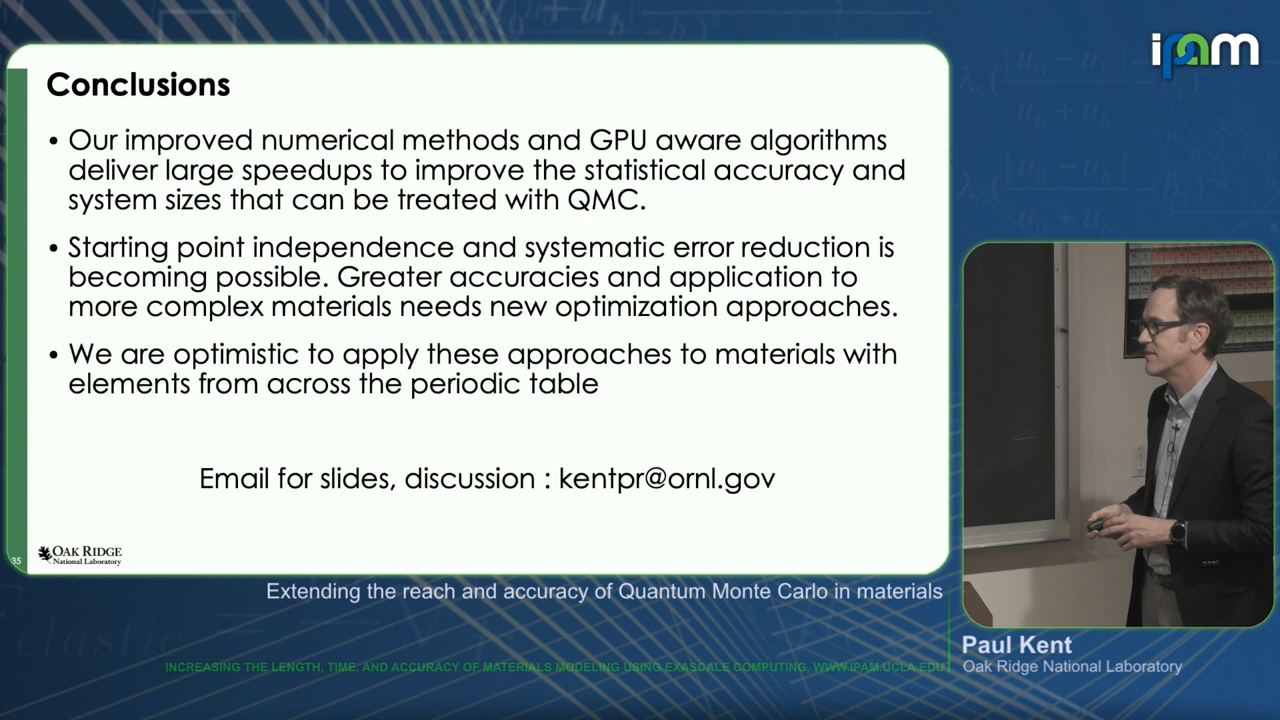 ipam
Conclusions
• Our improved numerical methods and GPU aware algorithms
deliver large speedups to improve the statistical accuracy and
system sizes that can be treated with QMC.
• Starting point independence and systematic error reduction is
becoming possible. Greater accuracies and application to
more complex materials needs new optimization approaches.
• We are optimistic to apply these approaches to materials with
elements from across the periodic table
Email for slides, discussion : kentpr@ornl.gov
35
OAK RIDGE
National Laboratory
Extending the reach and accuracy of Quantum Monte Carlo in materials
Paul Kent
Oak Ridge National Laboratory
INCREASING THE LENGTH, TIME, AND ACCURACY OF MATERIALS MODELING USING EXASCALE COMPUTING, WWW.IPAM.UCLA.EDU
elastic